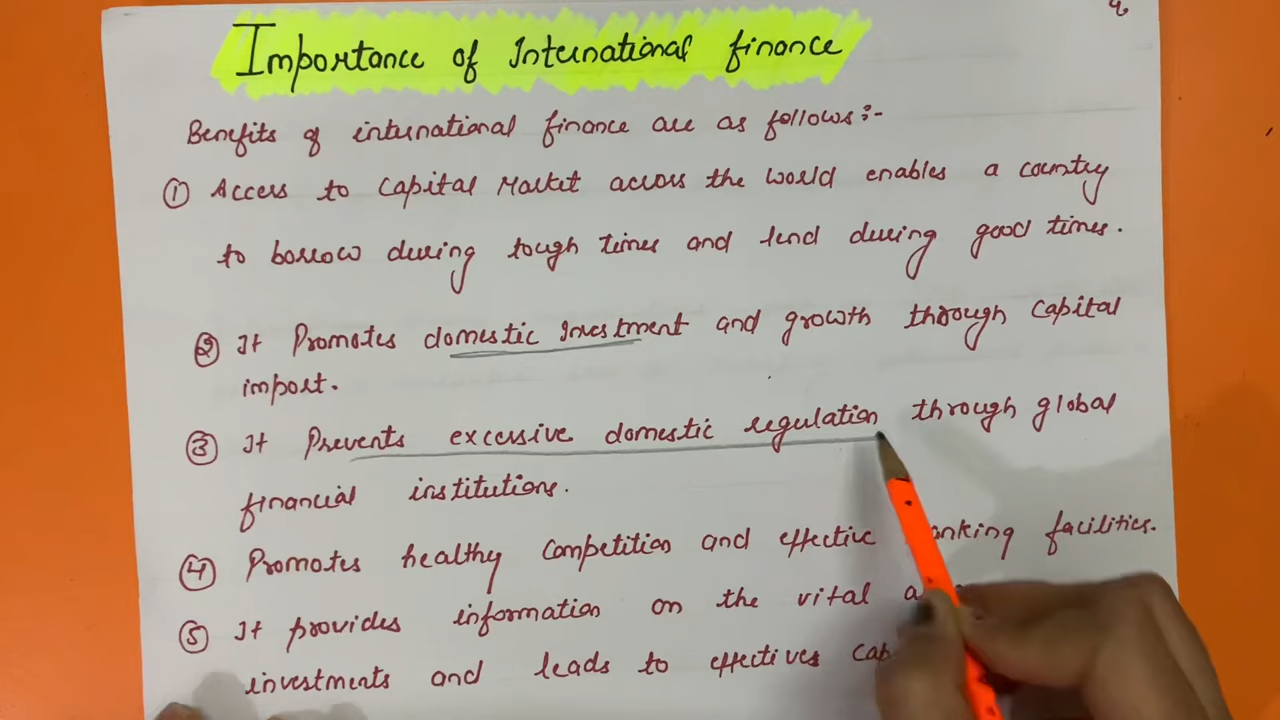 Importance of International finance
Benefits of international finance are as follows:-
① Access to Capital Market across the World enables a country
to borrow during tough times and lend during good times.
② It Promotes domestic Investment and growth through Capital
import.
③ It Prevents excessive domestic regulation through global
financial institutions.
④ Promotes healthy Competition and effective facilities.
⑤ It provides information on the vital
investments and leads to effectives